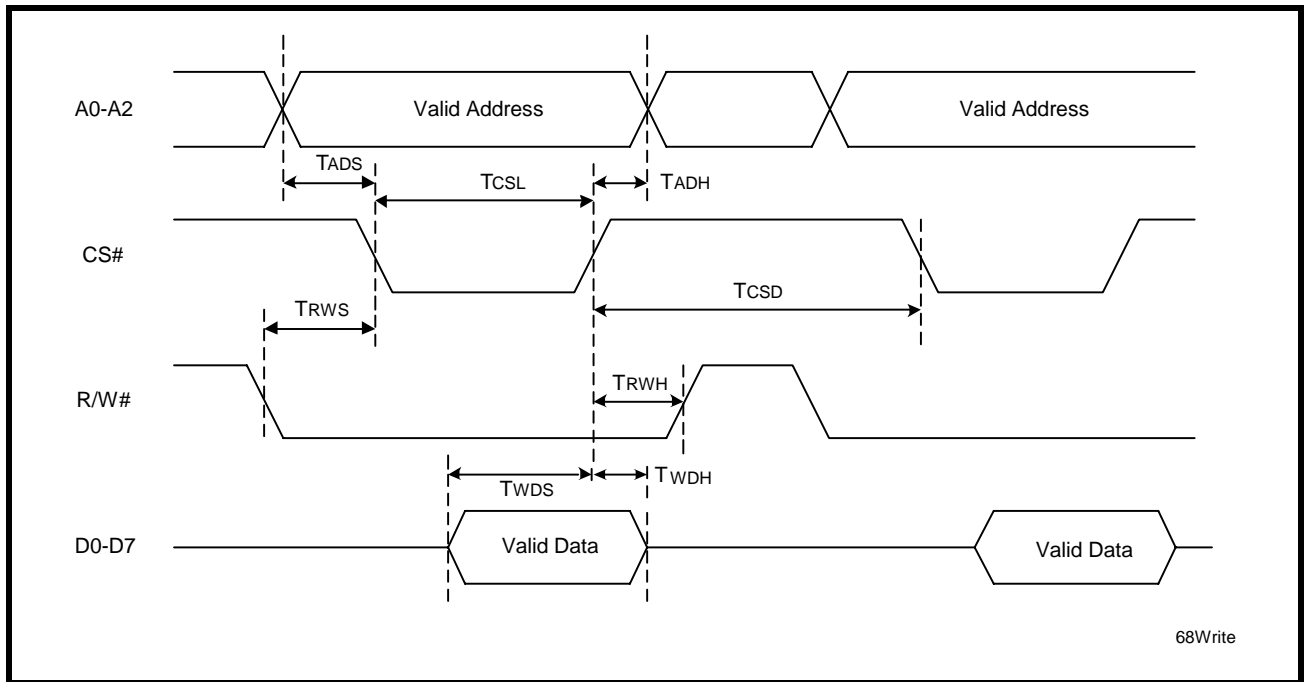 A0-A2
Valid Address
Valid Address
TADS
TCSL
TADH
CS#
TCSD
TRWS
R/W#
TRWH
TWDS
TWDH
D0-D7
Valid Data
Valid Data
68Write